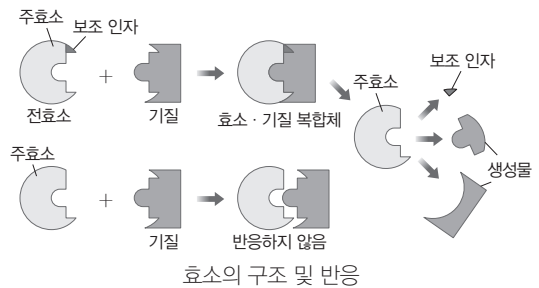 주효소
보조 인자
+
전효소
기질
효소·기질 복합체
주효소
보조 인자
생성물
주효소
+
기질
반응하지 않음
효소의 구조 및 반응